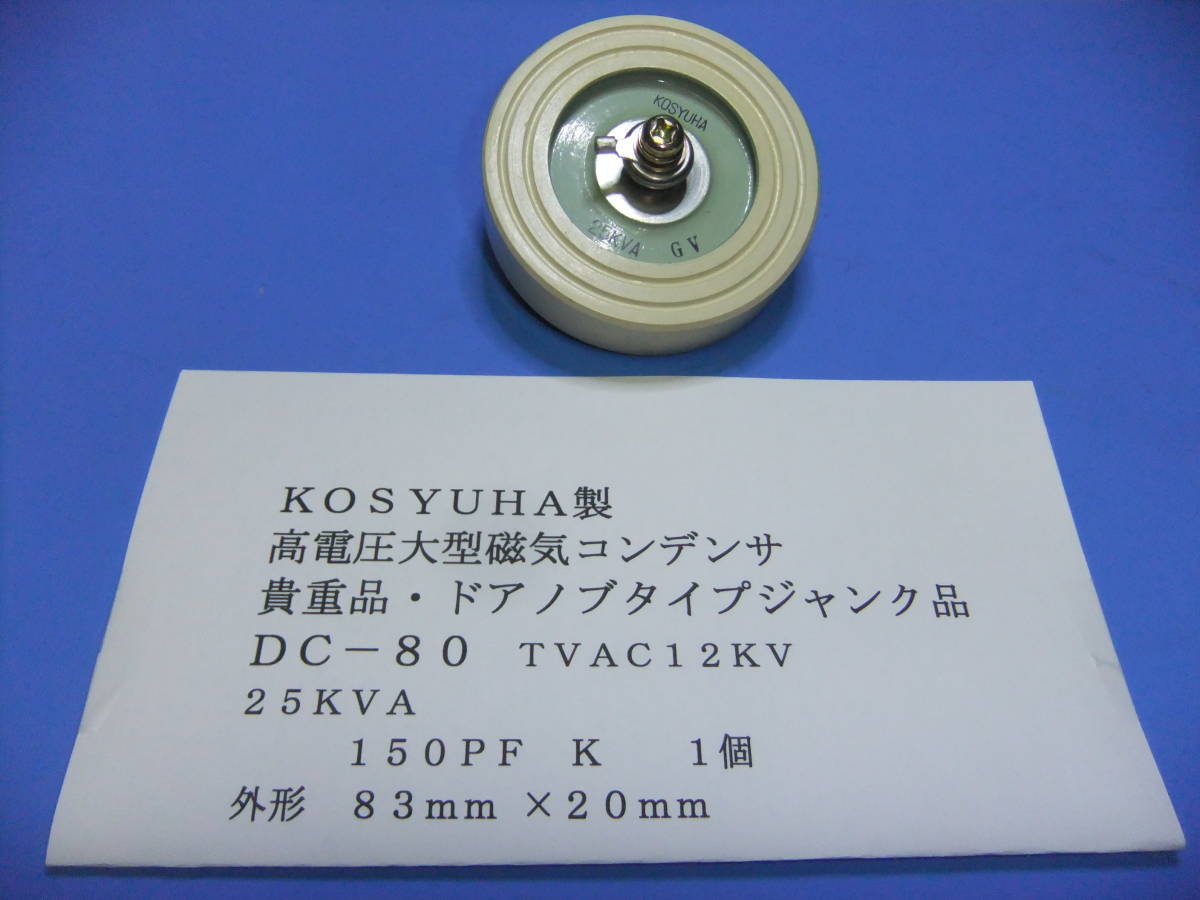 KOSYUHA
25KVA GV
KOSYUHA製
高電圧大型磁気コンデンサ
貴重品・ドアノブタイプジャンク品
DC-80 TVAC12KV
25KVA
150PF K 1個
外形 83mm ×20mm